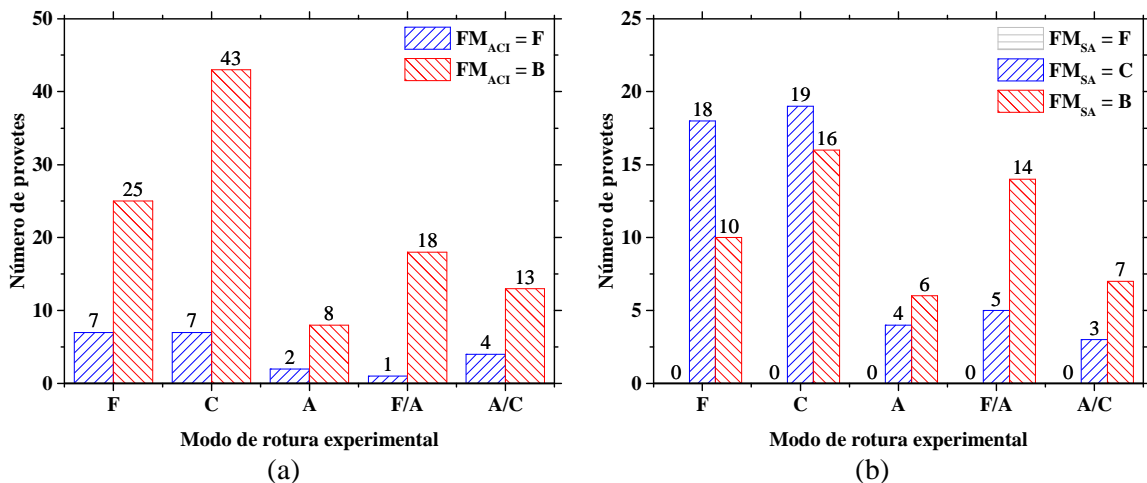 50
40
30
20
10
0
Número de provetes
FM_ACI = F
FM_ACI = B
7
25
7
43
2
8
1
18
4
13
F C A F/A A/C
Modo de rotura experimental
(a)
25
20
15
10
5
0
Número de provetes
FM_SA = F
FM_SA = C
FM_SA = B
0
18
10
0
19
16
0
4
6
0
5
14
0
3
7
F C A F/A A/C
Modo de rotura experimental
(b)